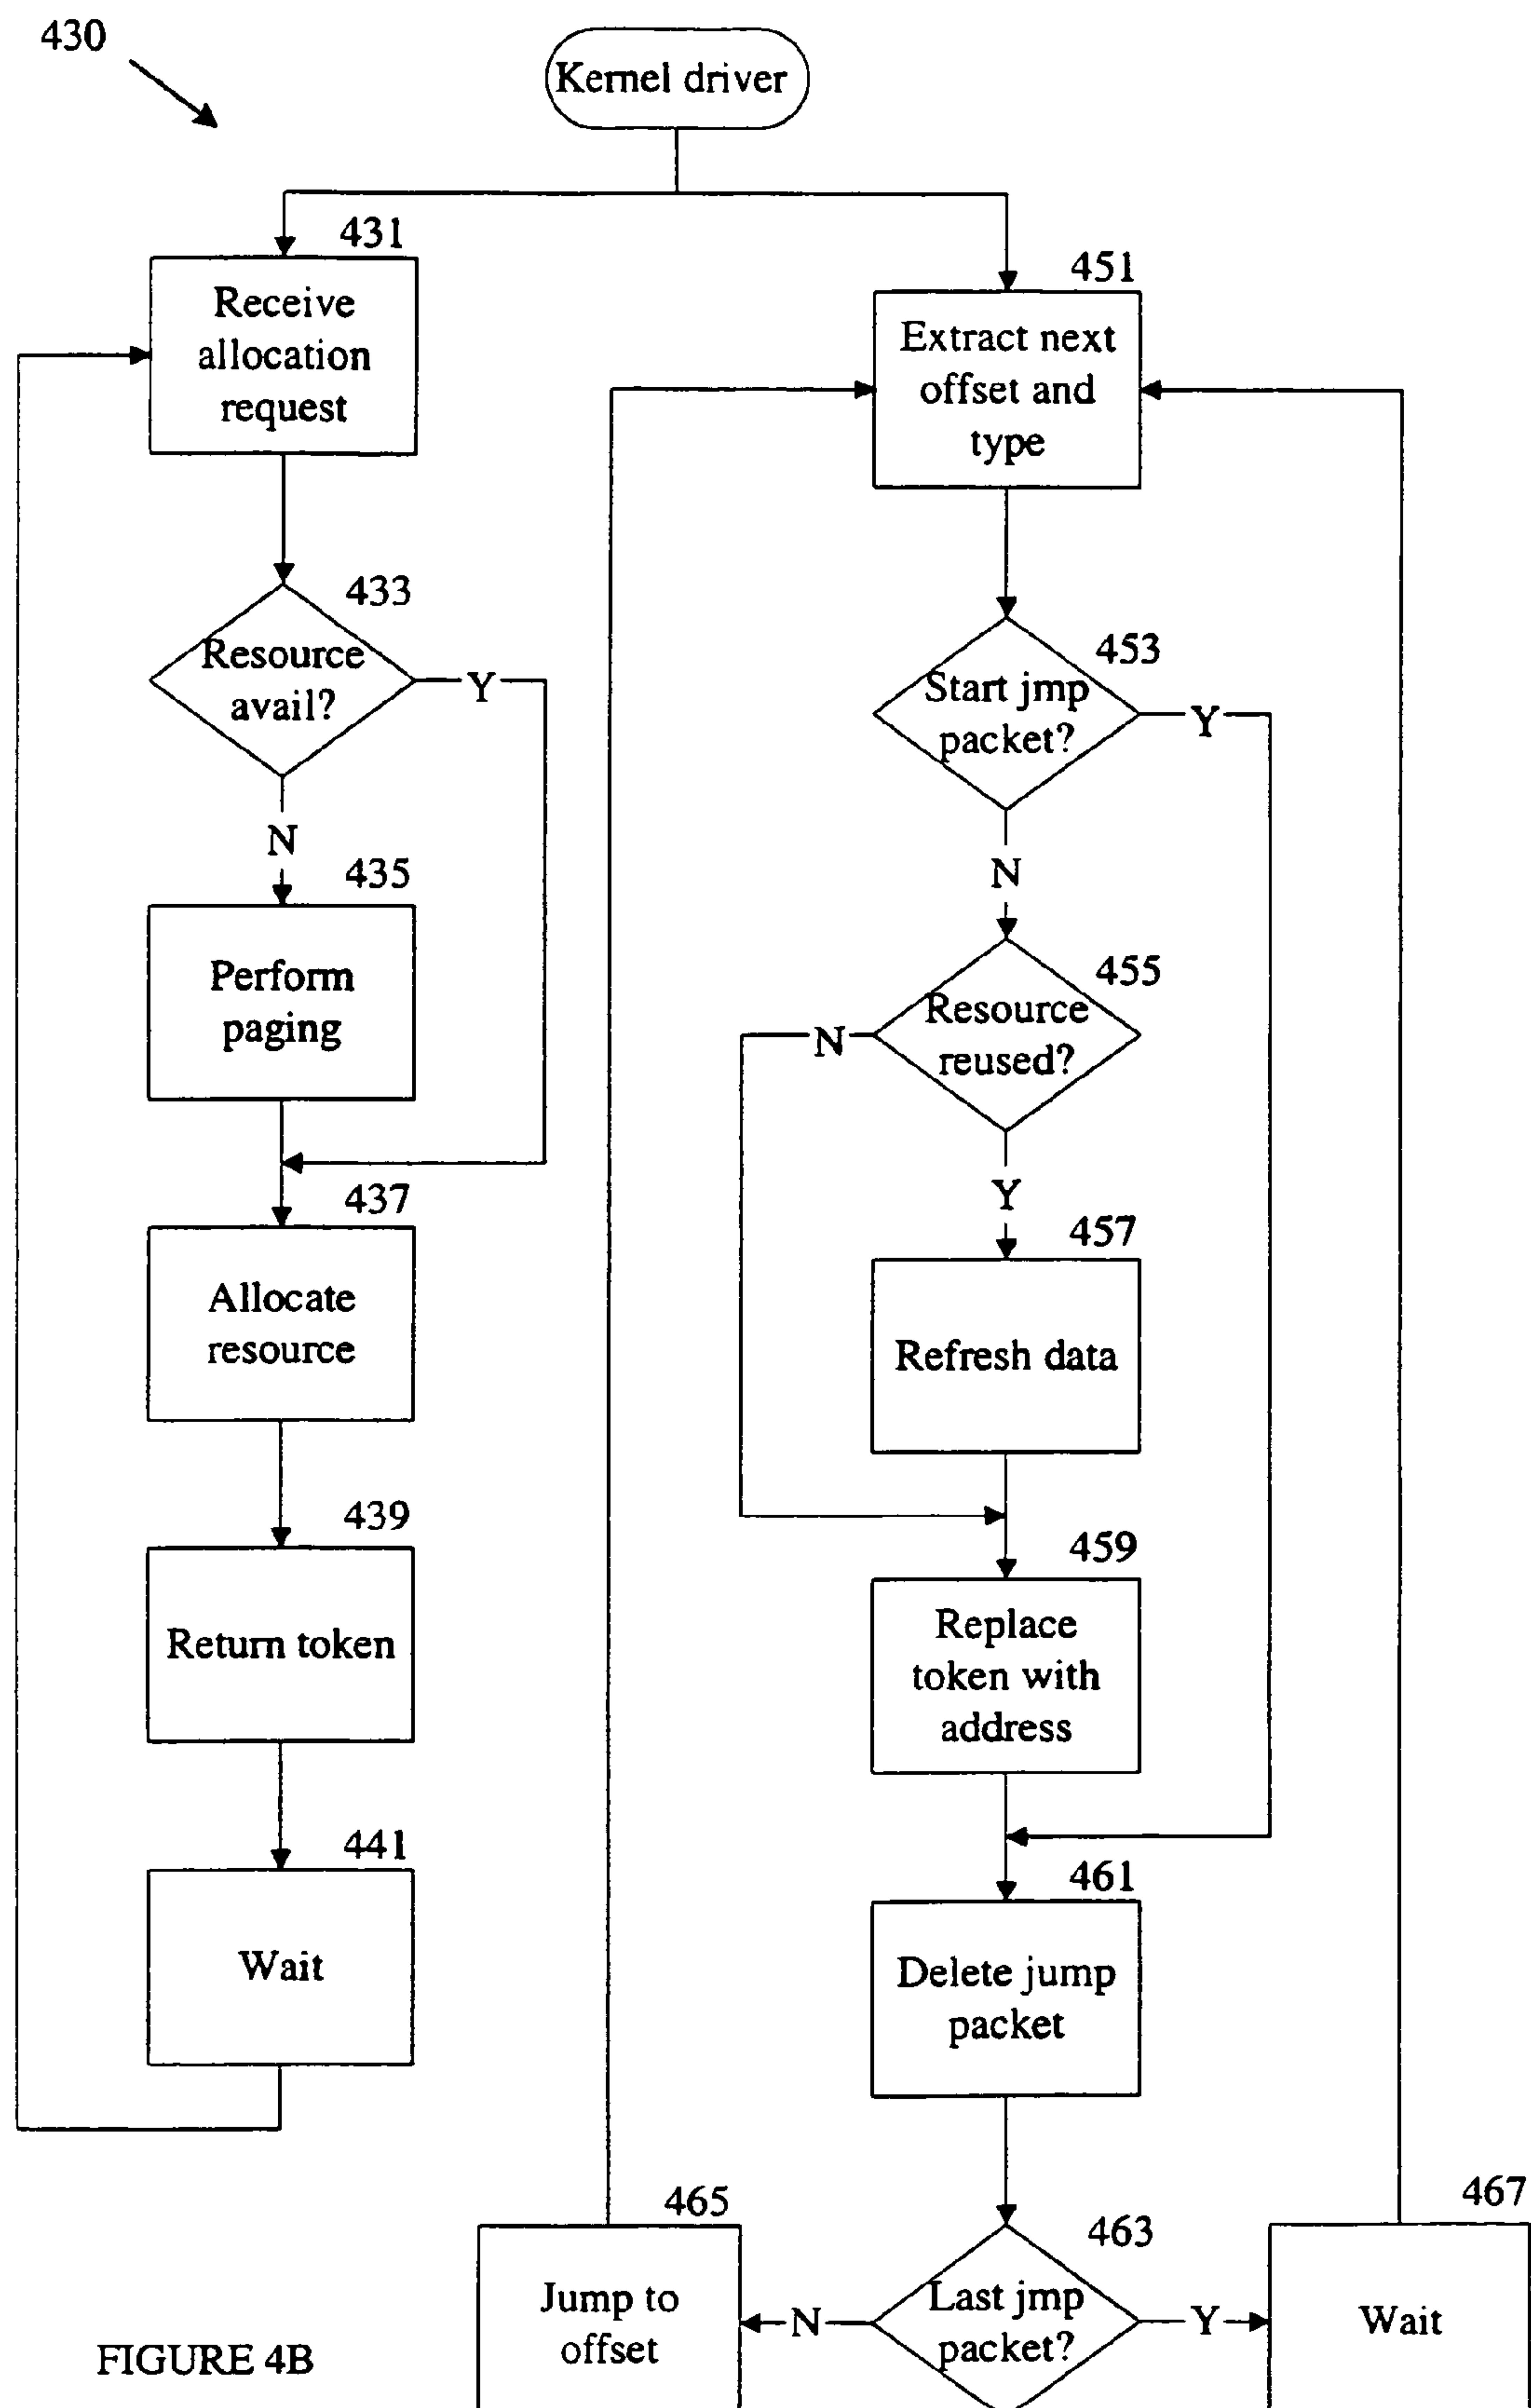 430
Kernel driver
431
Receive
allocation
request
433
Resource
avail?
Y
N
435
Perform
paging
437
Allocate
resource
439
Return token
441
Wait
451
Extract next
offset and
type
453
Start jmp
packet?
Y
N
455
Resource
reused?
N
Y
457
Refresh data
459
Replace
token with
address
461
Delete jump
packet
463
Last jmp
packet?
N
Y
465
Jump to
offset
467
Wait
FIGURE 4B